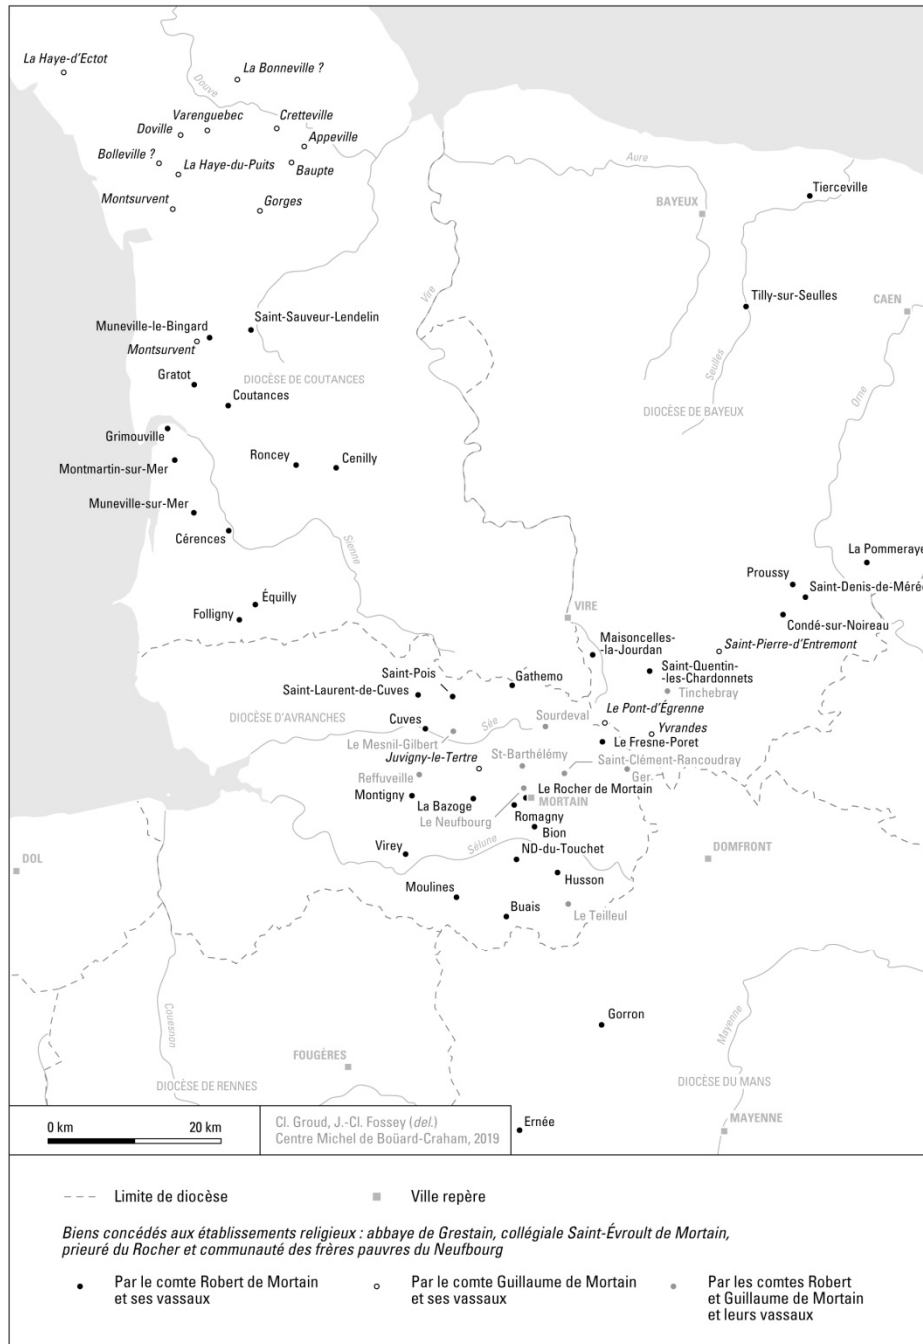 La Haye-d'Ectot
La Bonneville ?
Douve
Varenguebec
Cretteville
Doville
Appeville
Bolleville ?
La Haye-du-Puits
Baupte
Montsurvent
Gorges
Aure
BAYEUX
Tierceville
Vire
Tilly-sur-Seulles
CAEN
Saint-Sauveur-Lendelin
Muneville-le-Bingard
Montsurvent
Gratot
DIOCÈSE DE COUTANCES
Coutances
Seulles
Orne
DIOCÈSE DE BAYEUX
Grimouville
Roncey
Cenilly
Montmartin-sur-Mer
Muneville-sur-Mer
Cérences
Sienne
La Pommeraye
Proussy
Saint-Denis-de-Mérée
Équilly
Folligny
VIRE
Condé-sur-Noireau
Maisoncelles-
-la-Jourdan
Saint-Pierre-d'Entremont
Saint-Pois
Gathemo
Saint-Quentin-
-les-Chardonnets
Saint-Laurent-de-Cuves
Tinchebray
DIOCÈSE D'AVRANCHES
Cuves
Sée
Sourdeval
Le Pont-d'Égrenne
Yvrandes
Le Mesnil-Gilbert
Le Fresne-Poret
Juvigny-le-Tertre
St-Barthélémy
Saint-Clément-Rancoudray
Reffuveille
Ger
Montigny
La Bazoge
Le Rocher de Mortain
MORTAIN
Le Neufbourg
Romagny
Bion
Virey
Sélune
ND-du-Touchet
DOMFRONT
DOL
Husson
Moulines
Buais
Le Teilleul
Couesnon
Gorron
Mayenne
FOUGÈRES
DIOCÈSE DE RENNES
DIOCÈSE DU MANS
0 km
20 km
Cl. Groud, J.-Cl. Fossey (del.)
Centre Michel de Boüard-Craham, 2019
Ernée
MAYENNE
Limite de diocèse
Ville repère
Biens concédés aux établissements religieux : abbaye de Grestain, collégiale Saint-Évroult de Mortain,
prieuré du Rocher et communauté des frères pauvres du Neufbourg
Par le comte Robert de Mortain
et ses vassaux
Par le comte Guillaume de Mortain
et ses vassaux
Par les comtes Robert
et Guillaume de Mortain
et leurs vassaux